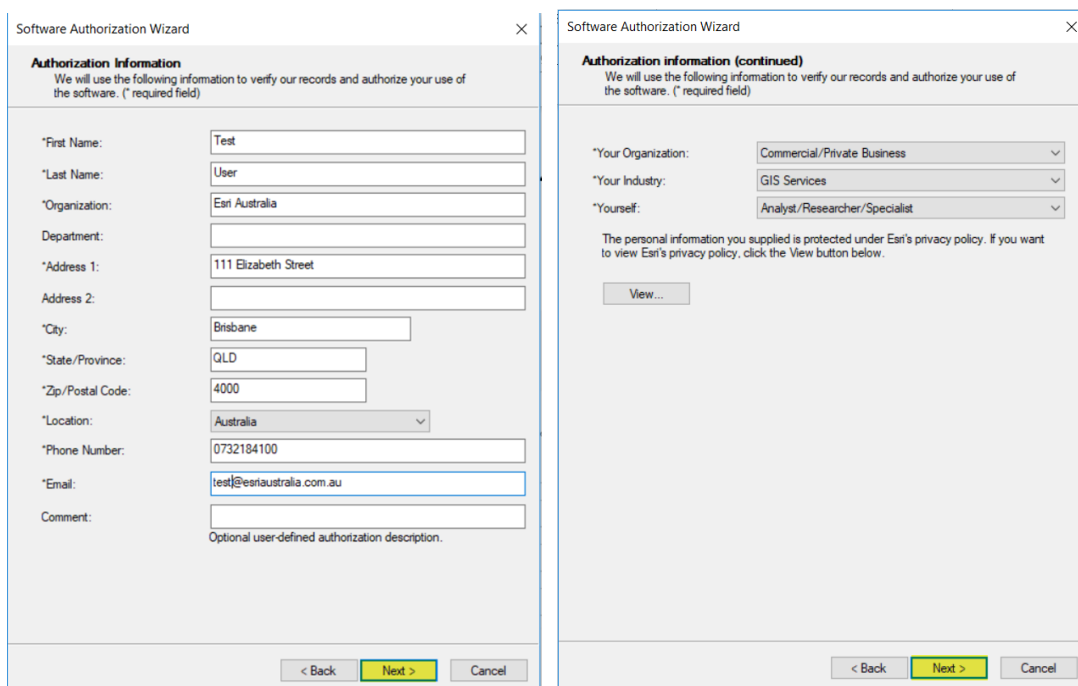 Software Authorization Wizard
Authorization Information
We will use the following information to verify our records and authorize your use of
the software. (* required field)
*First Name: Test
*Last Name: User
*Organization: Esri Australia
Department:
*Address 1: 111 Elizabeth Street
Address 2:
*City: Brisbane
*State/Province: QLD
*Zip/Postal Code: 4000
*Location: Australia
*Phone Number: 0732184100
*Email: test@esriaustralia.com.au
Comment:
Optional user-defined authorization description.
< Back Next > Cancel
Software Authorization Wizard
Authorization information (continued)
We will use the following information to verify our records and authorize your use of
the software. (* required field)
*Your Organization: Commercial/Private Business
*Your Industry: GIS Services
*Yourself: Analyst/Researcher/Specialist
The personal information you supplied is protected under Esri's privacy policy. If you want
to view Esri's privacy policy, click the View button below.
View...
< Back Next > Cancel